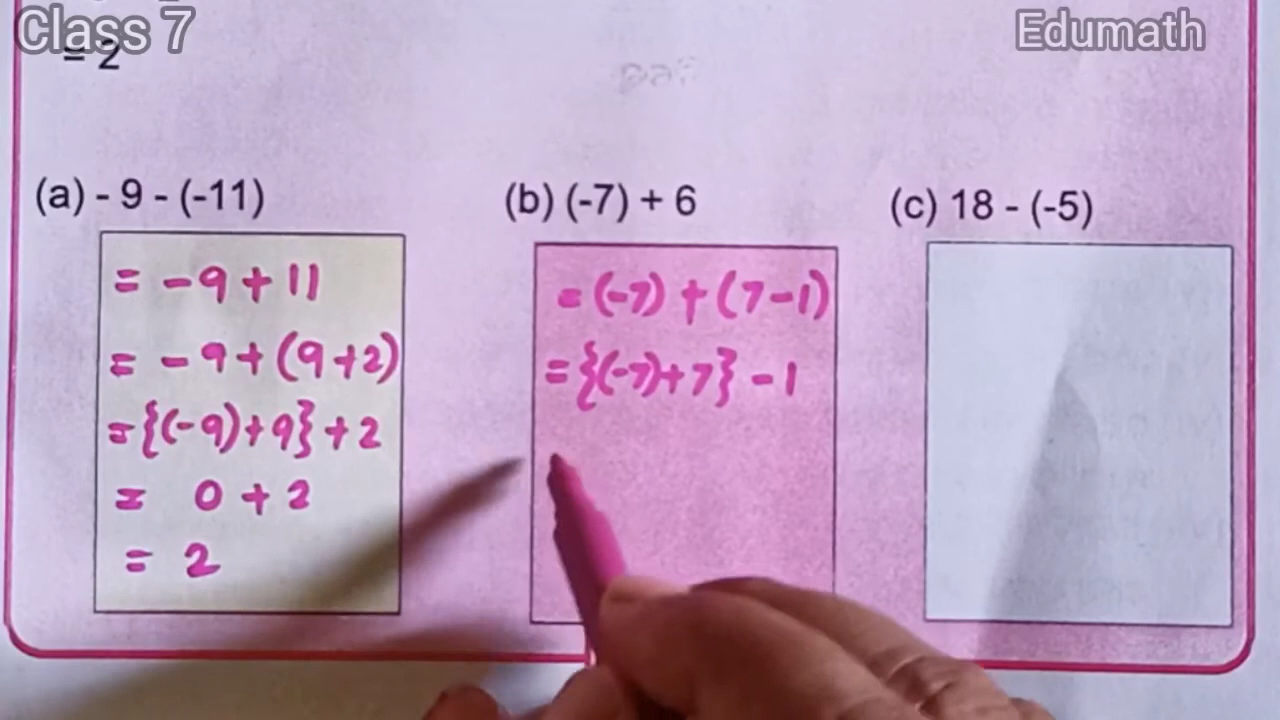 Class 7
Edumath
= 2
(a) - 9 - (-11)
= -9 + 11
= -9 + (9 + 2)
= {(-9) + 9} + 2
= 0 + 2
= 2
(b) (-7) + 6
= (-7) + (7 - 1)
= {(-7) + 7} - 1
(c) 18 - (-5)